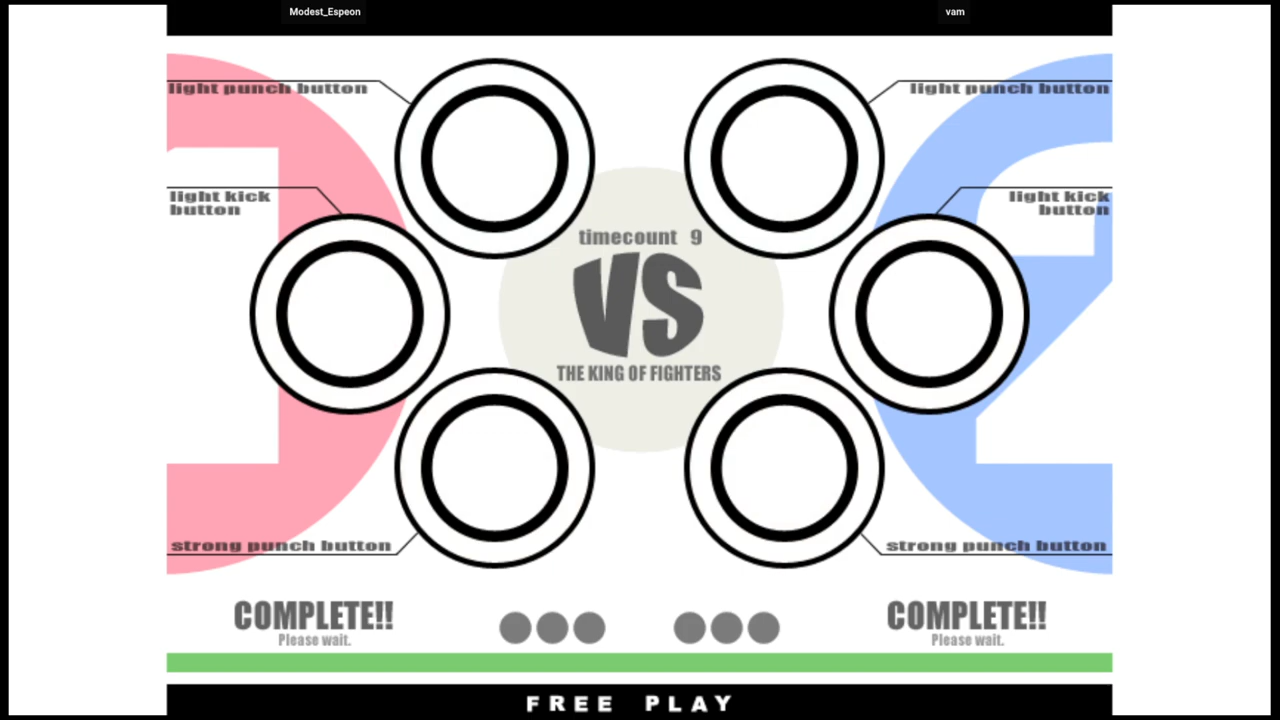 Modest_Espeon
vam
light punch button
light punch button
light kick
button
light kick
button
timecount 9
VS
THE KING OF FIGHTERS
strong punch button
strong punch button
COMPLETE!!
Please wait.
COMPLETE!!
Please wait.
FREE PLAY